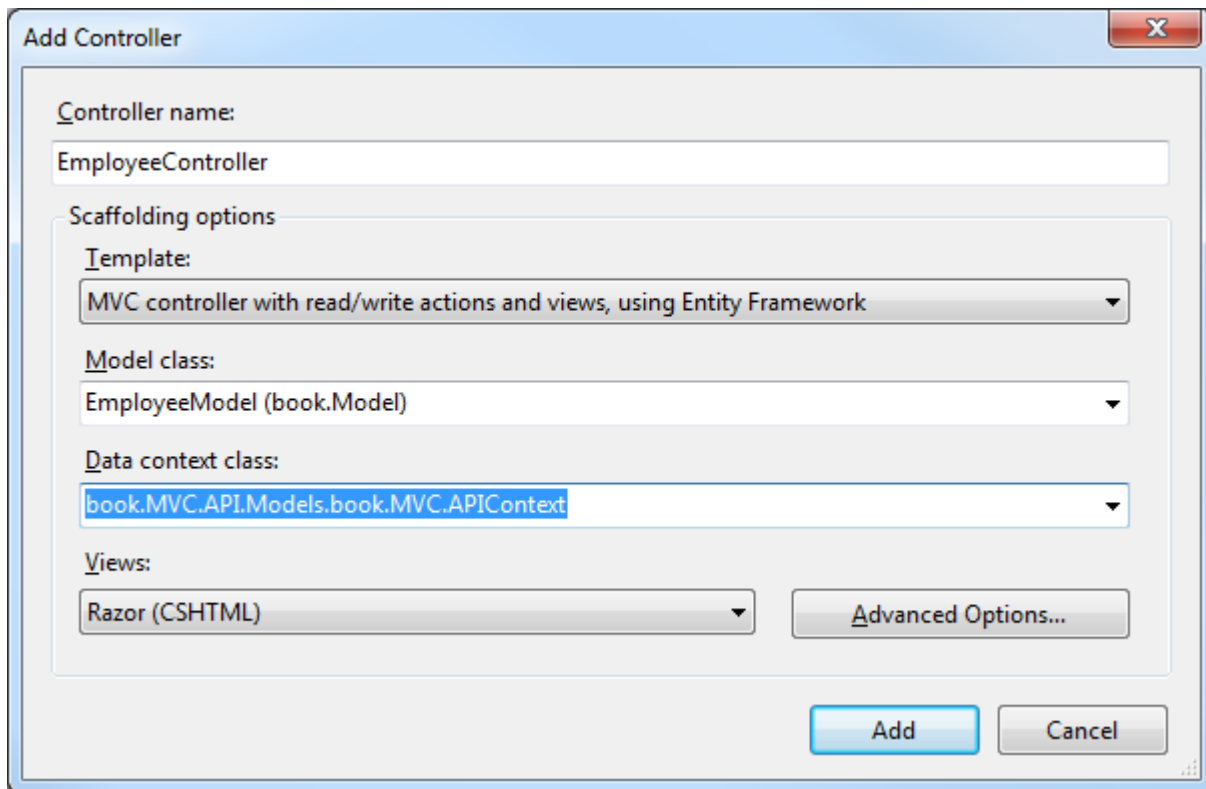 Add Controller
Controller name:
EmployeeController
Scaffolding options
Template:
MVC controller with read/write actions and views, using Entity Framework
Model class:
EmployeeModel (book.Model)
Data context class:
book.MVC.API.Models.book.MVC.APIContext
Views:
Razor (CSHTML)
Advanced Options...
Add
Cancel